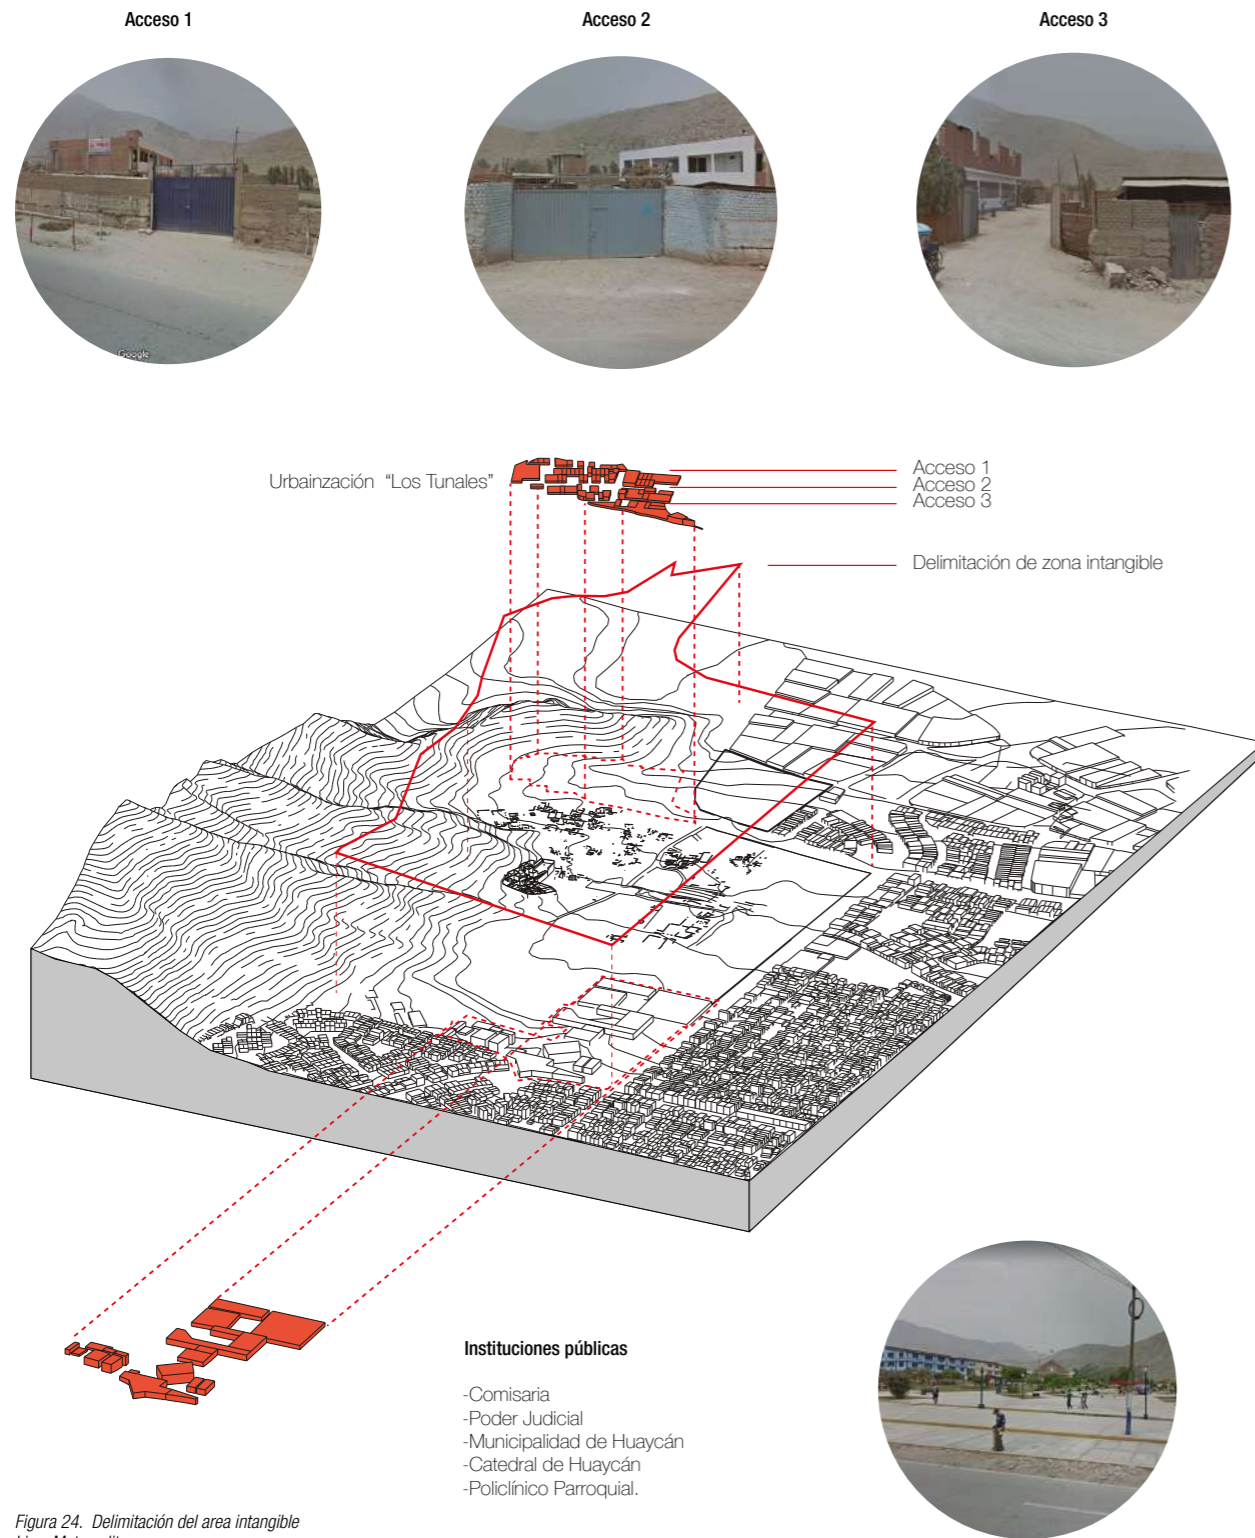 Acceso 1
Acceso 2
Acceso 3
Google
Urbainzación “Los Tunales”
Acceso 1
Acceso 2
Acceso 3
Delimitación de zona intangible
Instituciones públicas
-Comisaria
-Poder Judicial
-Municipalidad de Huaycán
-Catedral de Huaycán
-Policlínico Parroquial.
Figura 24. Delimitación del area intangible